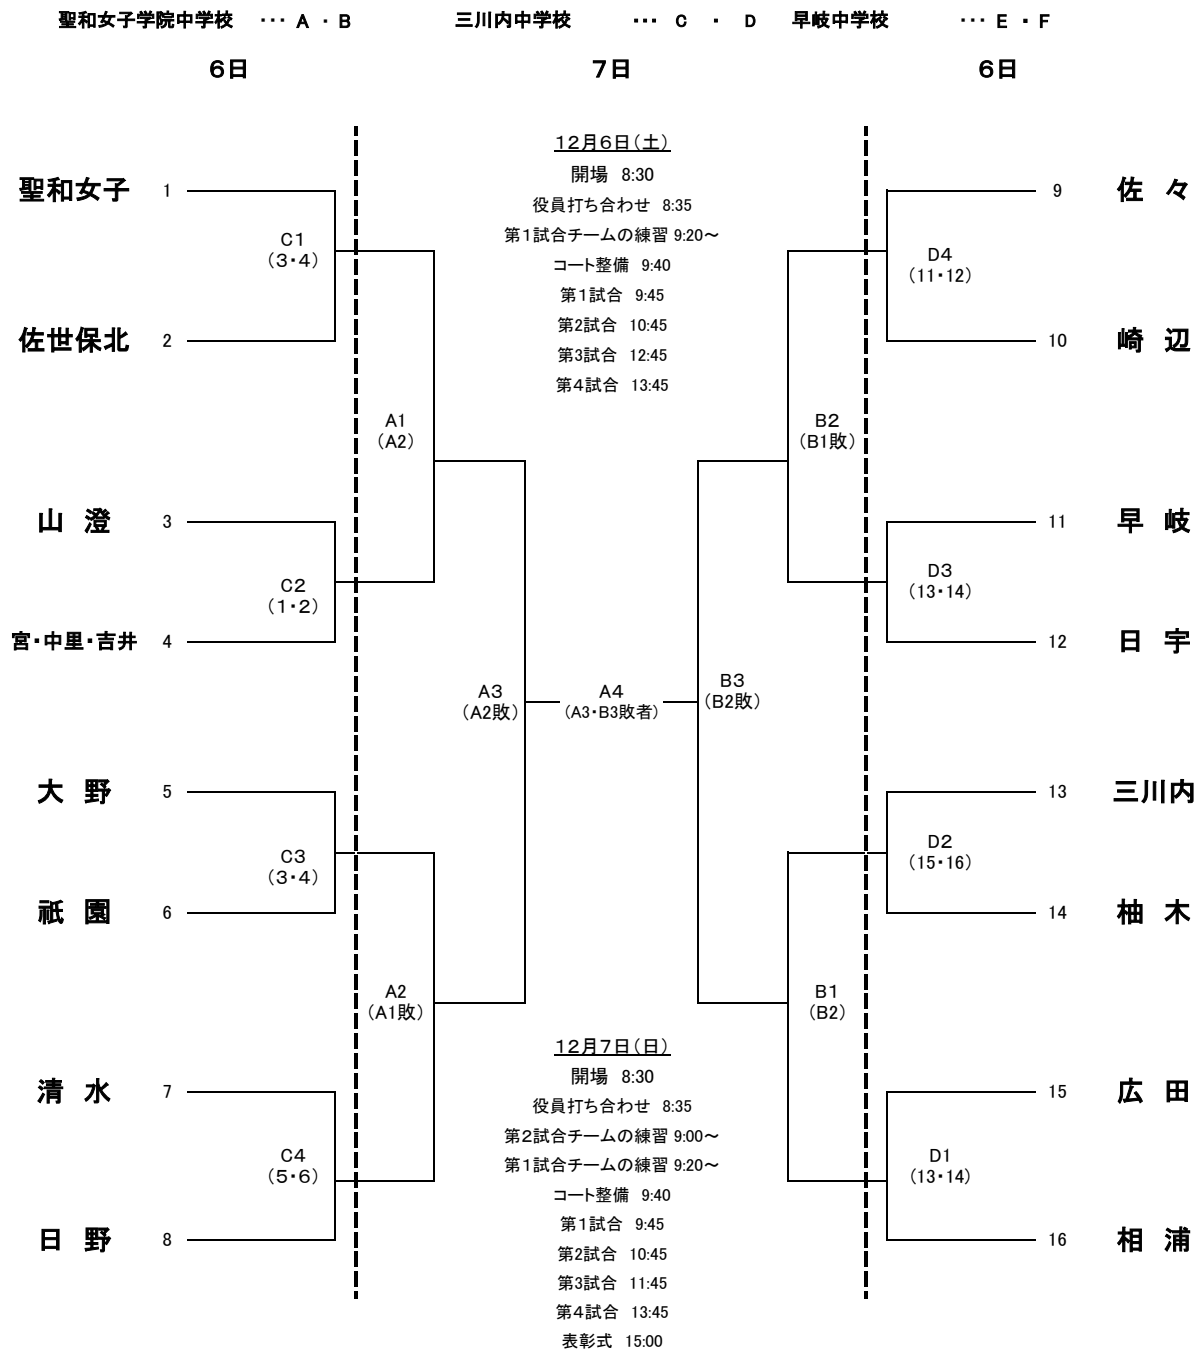 聖和女子学院中学校 ・・・ A ・ B 三川内中学校 ・・・ C ・ D 早岐中学校 ・・・ E ・ F
6日 7日 6日
12月6日(土)
開場 8:30
聖和女子 1 9 佐々
役員打ち合わせ 8:35
第1試合チームの練習 9:20～
C1
(3・4)
D4
(11・12)
コート整備 9:40
第1試合 9:45
第2試合 10:45
佐世保北 2 10 崎辺
第3試合 12:45
第4試合 13:45
A1
(A2)
B2
(B1敗)
山澄 3 11 早岐
C2
(1・2)
D3
(13・14)
宮・中里・吉井 4 12 日宇
A3
(A2敗)
A4
(A3・B3敗者)
B3
(B2敗)
大野 5 13 三川内
C3
(3・4)
D2
(15・16)
祇園 6 14 柚木
A2
(A1敗)
B1
(B2)
12月7日(日)
開場 8:30
清水 7 15 広田
役員打ち合わせ 8:35
第2試合チームの練習 9:00～
第1試合チームの練習 9:20～
C4
(5・6)
D1
(13・14)
コート整備 9:40
第1試合 9:45
日野 8 16 相浦
第2試合 10:45
第3試合 11:45
第4試合 13:45
表彰式 15:00